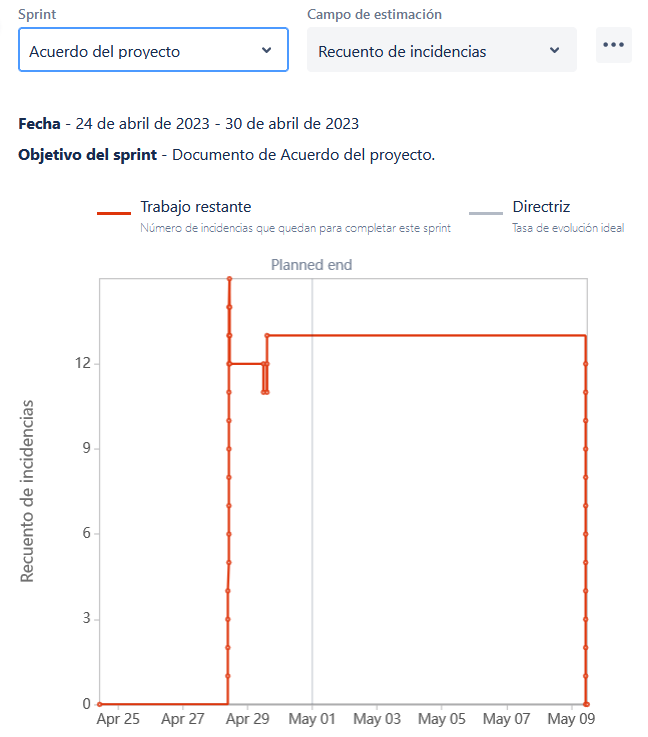 Sprint
Campo de estimación
Acuerdo del proyecto
Recuento de incidencias
Fecha - 24 de abril de 2023 - 30 de abril de 2023
Objetivo del sprint - Documento de Acuerdo del proyecto.
Trabajo restante
Número de incidencias que quedan para completar este sprint
Directriz
Tasa de evolución ideal
Planned end
Recuento de incidencias
12
9
6
3
0
Apr 25 Apr 27 Apr 29 May 01 May 03 May 05 May 07 May 09